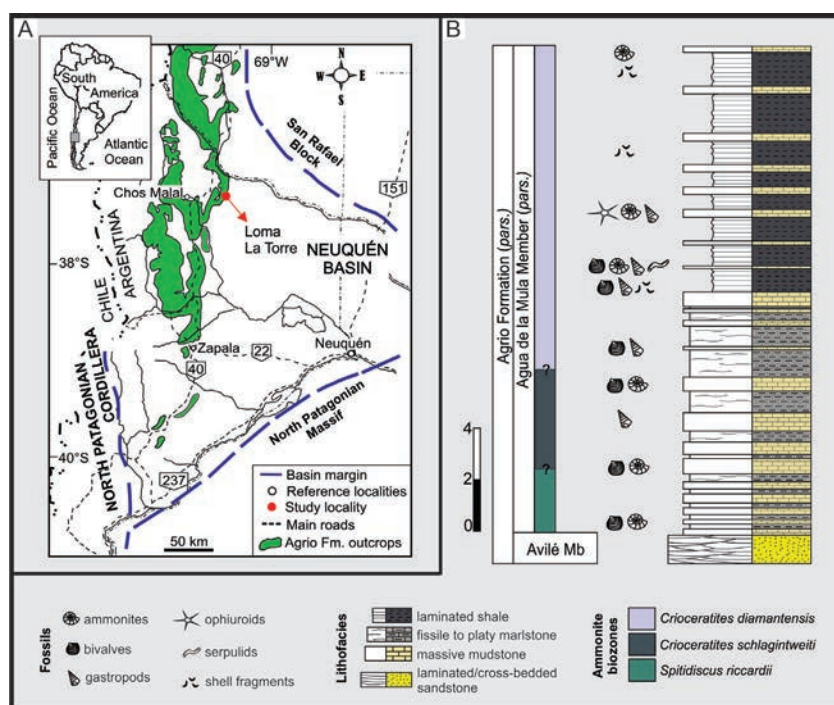 A
South
America
Pacific Ocean
Atlantic
Ocean
40
69°W
N
W
E
S
San Rafael
Block
151
Chos Malal
Loma
La Torre
NEUQUÉN
BASIN
38°S
CHILE
ARGENTINA
Zapala
22
Neuquén
40
NORTH PATAGONIAN
CORDILLERA
North Patagonian
Massif
40°S
237
50 km
Basin margin
Reference localities
Study locality
Main roads
Agrio Fm. outcrops
B
Agrio Formation (pars.)
Agua de la Mula Member (pars.)
?
?
4
2
0
Avilé Mb
Fossils
ammonites
bivalves
gastropods
ophiuroids
serpulids
shell fragments
Lithofacies
laminated shale
fissile to platy marlstone
massive mudstone
laminated/cross-bedded
sandstone
Ammonite
biozones
Crioceratites diamantensis
Crioceratites schlagintweiti
Spitidiscus riccardii